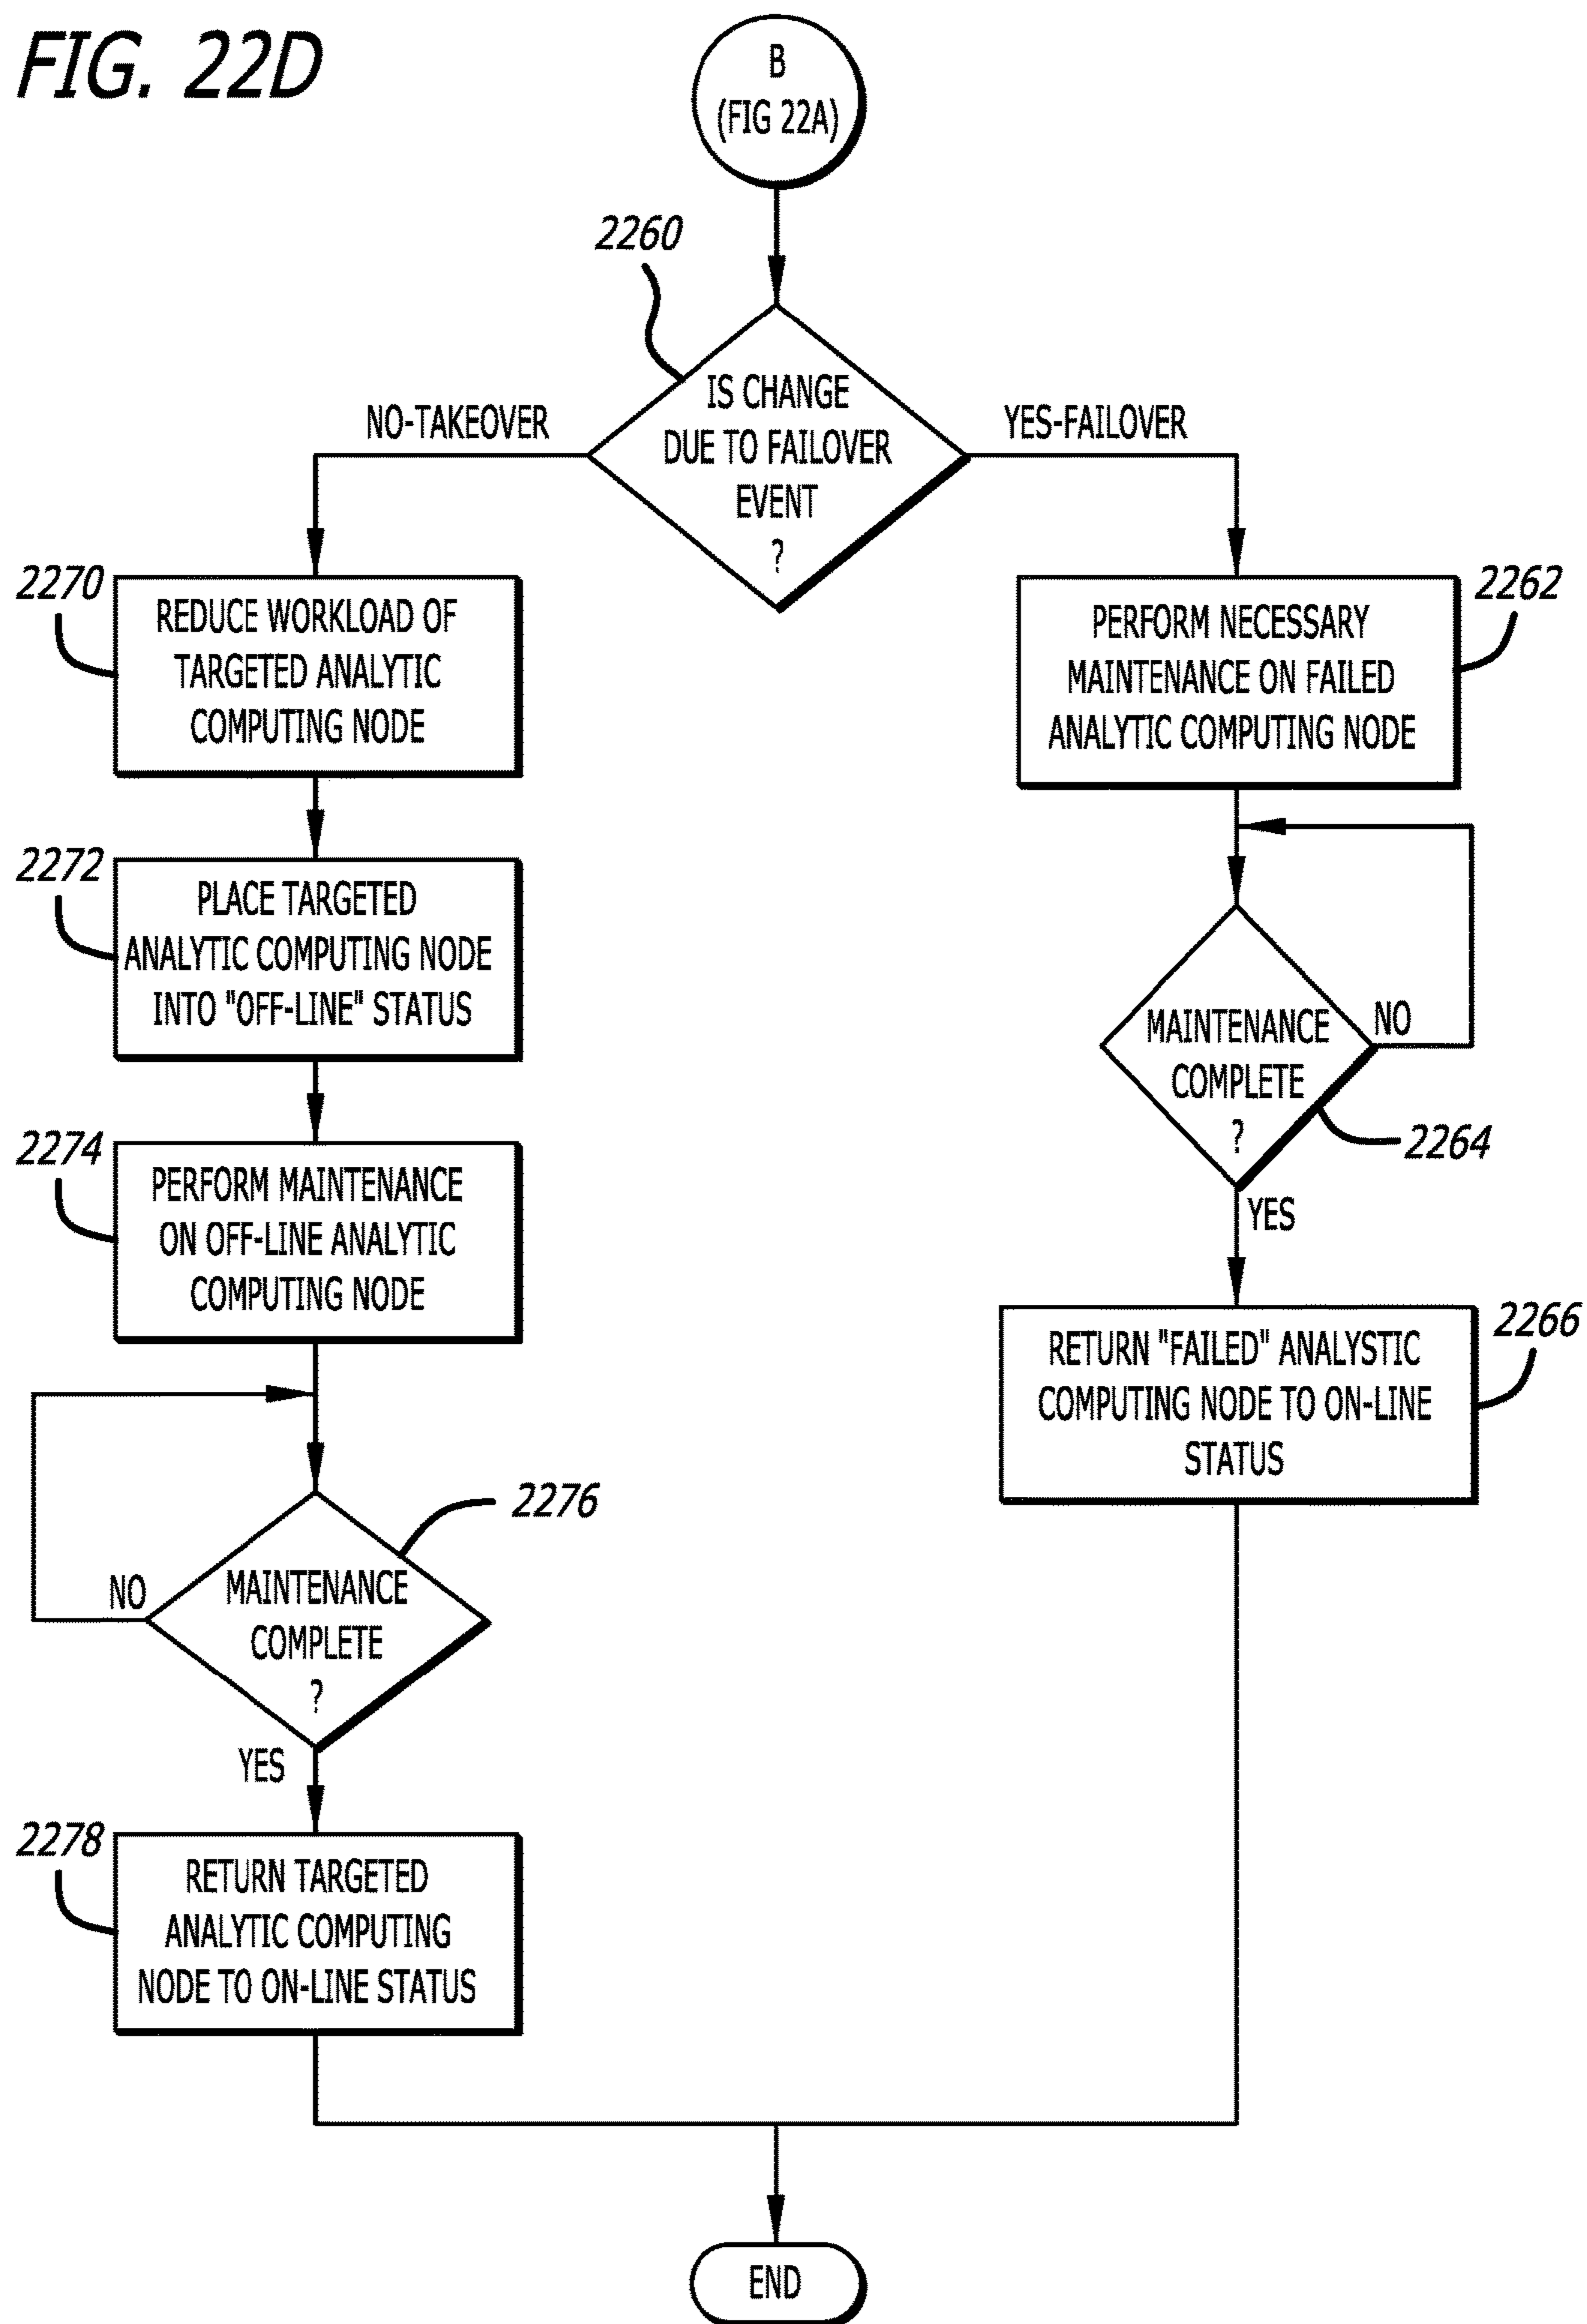 FIG. 22D
B
(FIG 22A)
2260
IS CHANGE
DUE TO FAILOVER
EVENT
?
NO-TAKEOVER
YES-FAILOVER
2270
REDUCE WORKLOAD OF
TARGETED ANALYTIC
COMPUTING NODE
2272
PLACE TARGETED
ANALYTIC COMPUTING NODE
INTO "OFF-LINE" STATUS
2274
PERFORM MAINTENANCE
ON OFF-LINE ANALYTIC
COMPUTING NODE
2276
MAINTENANCE
COMPLETE
?
NO
YES
2278
RETURN TARGETED
ANALYTIC COMPUTING
NODE TO ON-LINE STATUS
2262
PERFORM NECESSARY
MAINTENANCE ON FAILED
ANALYTIC COMPUTING NODE
MAINTENANCE
COMPLETE
?
NO
2264
YES
2266
RETURN "FAILED" ANALYSTIC
COMPUTING NODE TO ON-LINE
STATUS
END